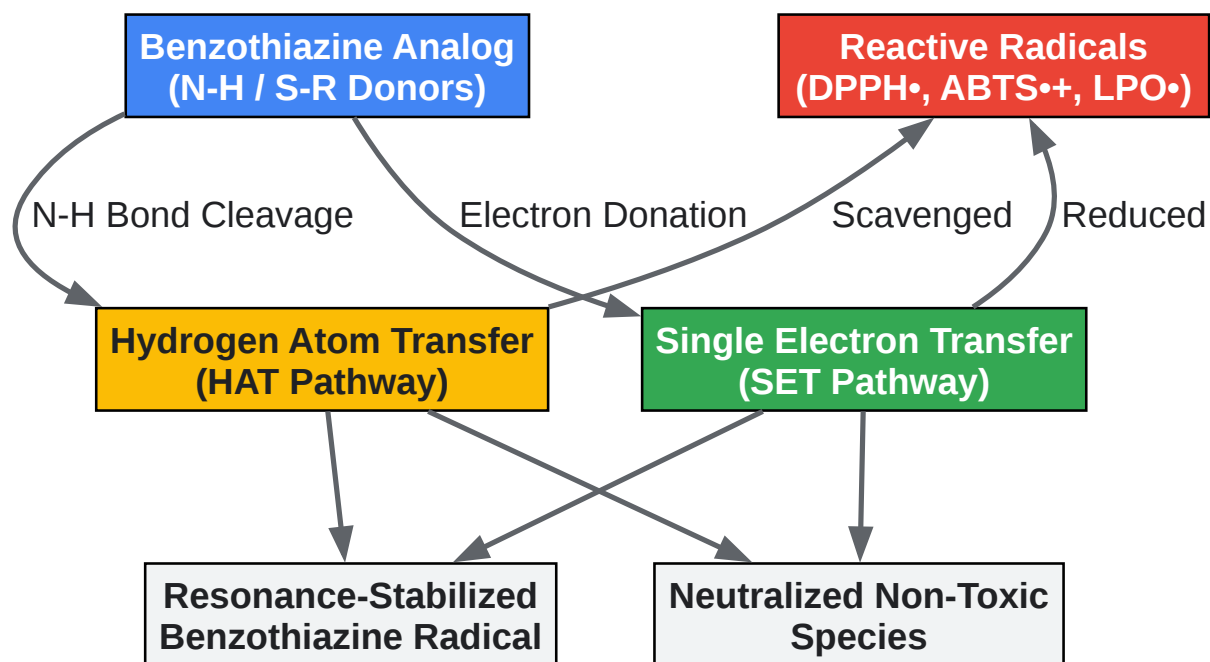 Benzothiazine Analog
(N-H / S-R Donors)
Reactive Radicals
(DPPH•, ABTS•+, LPO•)
N-H Bond Cleavage
Electron Donation
Scavenged
Reduced
Hydrogen Atom Transfer
(HAT Pathway)
Single Electron Transfer
(SET Pathway)
Resonance-Stabilized
Benzothiazine Radical
Neutralized Non-Toxic
Species